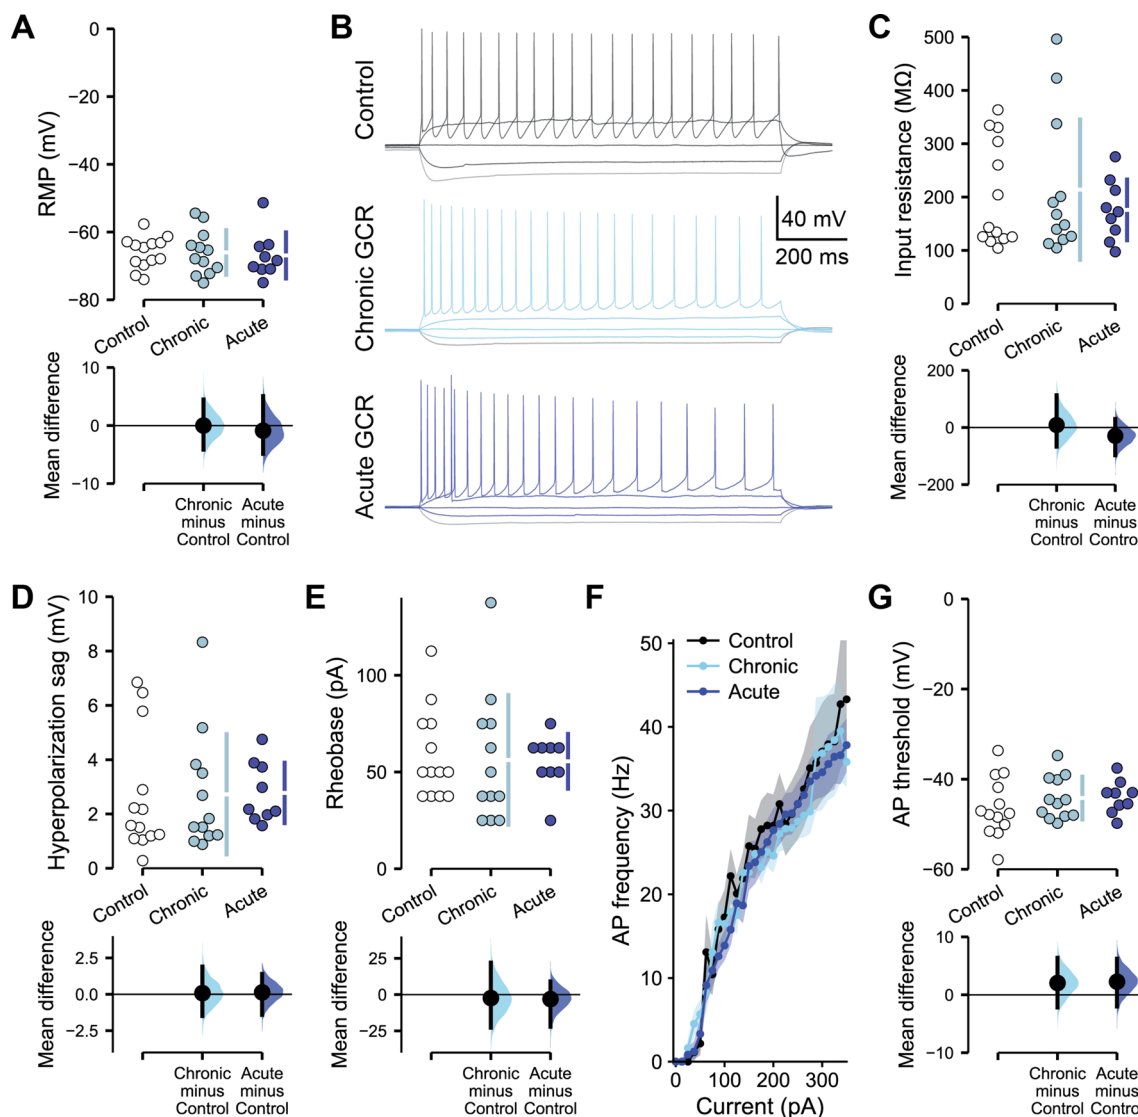 A
RMP (mV)
0
−20
−40
−60
−80
Control
Chronic
Acute
Mean difference
10
0
−10
Chronic
minus
Control
Acute
minus
Control
B
Control
Chronic GCR
Acute GCR
40 mV
200 ms
C
Input resistance (MΩ)
500
400
300
200
100
0
Control
Chronic
Acute
Mean difference
200
0
−200
Chronic
minus
Control
Acute
minus
Contro
D
Hyperpolarization sag (mV)
10
8
6
4
2
0
Control
Chronic
Acute
Mean difference
2.5
0.0
−2.5
Chronic
minus
Control
Acute
minus
Control
E
Rheobase (pA)
100
50
0
Control
Chronic
Acute
Mean difference
25
0
−25
Chronic
minus
Control
Acute
minus
Control
F
AP frequency (Hz)
50
40
30
20
10
0
Control
Chronic
Acute
0
100
200
300
Current (pA)
G
AP threshold (mV)
0
−20
−40
−60
Control
Chronic
Acute
Mean difference
10
0
−10
Chronic
minus
Control
Acute
minus
Control